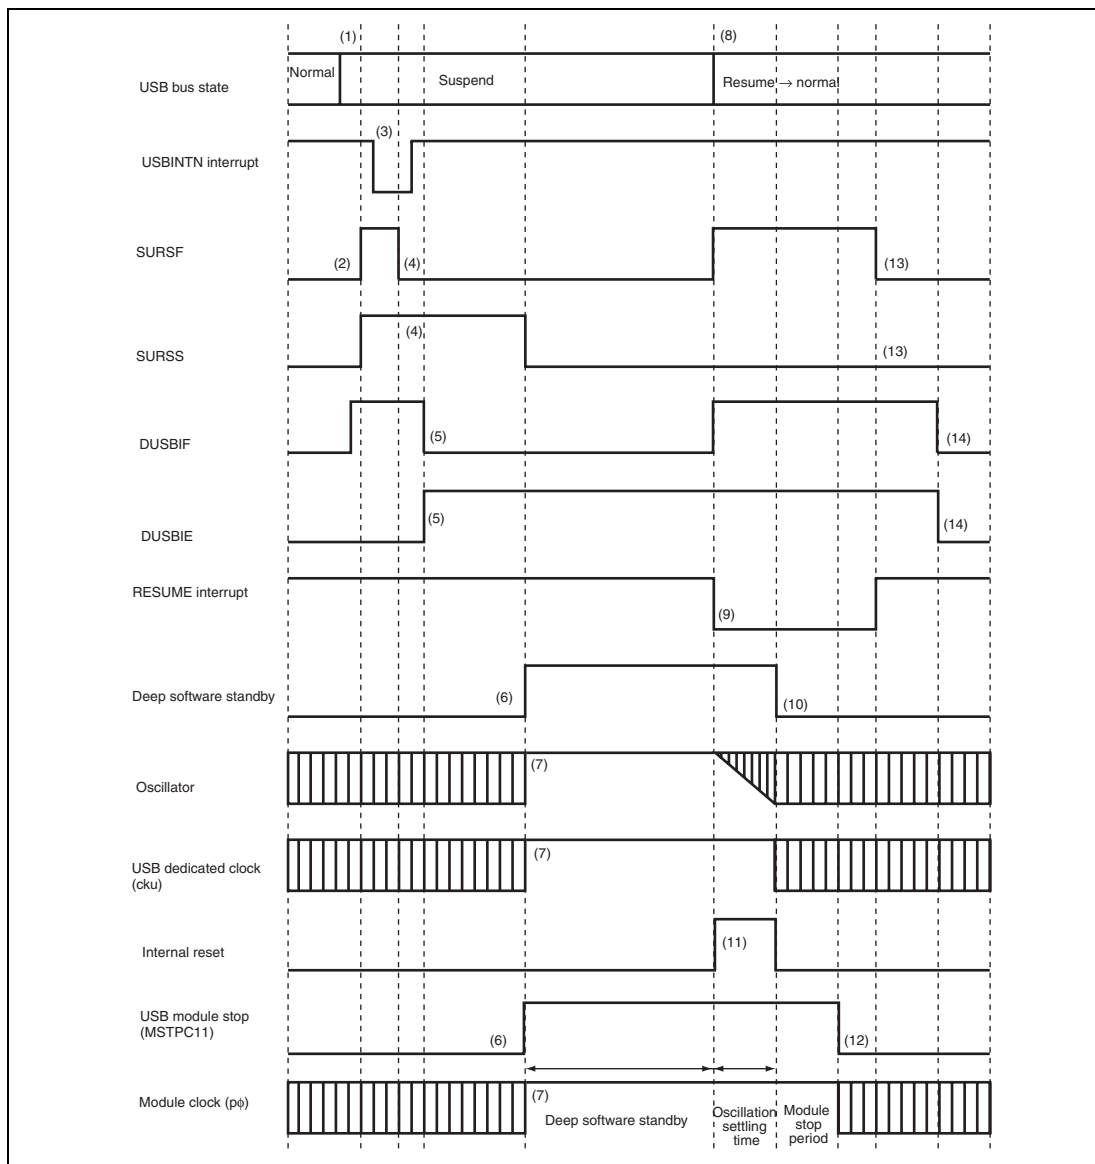 (1)
(8)
USB bus state
Normal
Suspend
Resume → normal
(3)
USBINTN interrupt
SURSF
(2)
(4)
(13)
SURSS
(4)
(13)
DUSBIF
(5)
(14)
DUSBIE
(5)
(14)
RESUME interrupt
(9)
Deep software standby
(6)
(10)
Oscillator
(7)
USB dedicated clock
(cku)
(7)
Internal reset
(11)
USB module stop
(MSTPC11)
(6)
(12)
Module clock (pϕ)
(7)
Deep software standby
Oscillation
settling
time
Module
stop
period